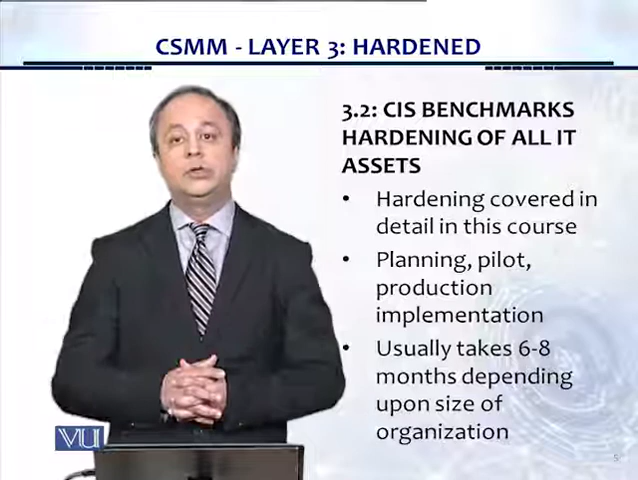 CSMM - LAYER 3: HARDENED
3.2: CIS BENCHMARKS
HARDENING OF ALL IT
ASSETS
• Hardening covered in
detail in this course
• Planning, pilot,
production
implementation
• Usually takes 6-8
months depending
upon size of
organization
VU
5